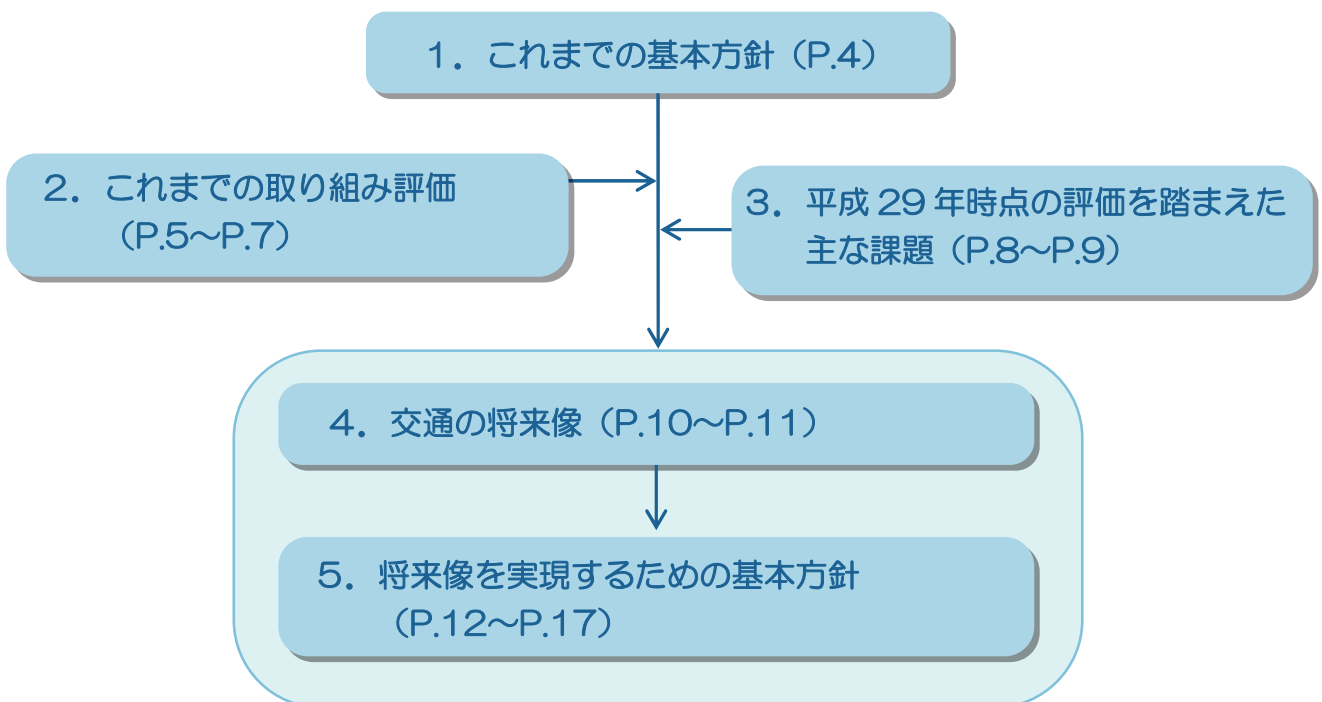 1．これまでの基本方針（P.4）
2．これまでの取り組み評価
（P.5～P.7）
3．平成 29 年時点の評価を踏まえた
主な課題（P.8～P.9）
4．交通の将来像（P.10～P.11）
5．将来像を実現するための基本方針
（P.12～P.17）